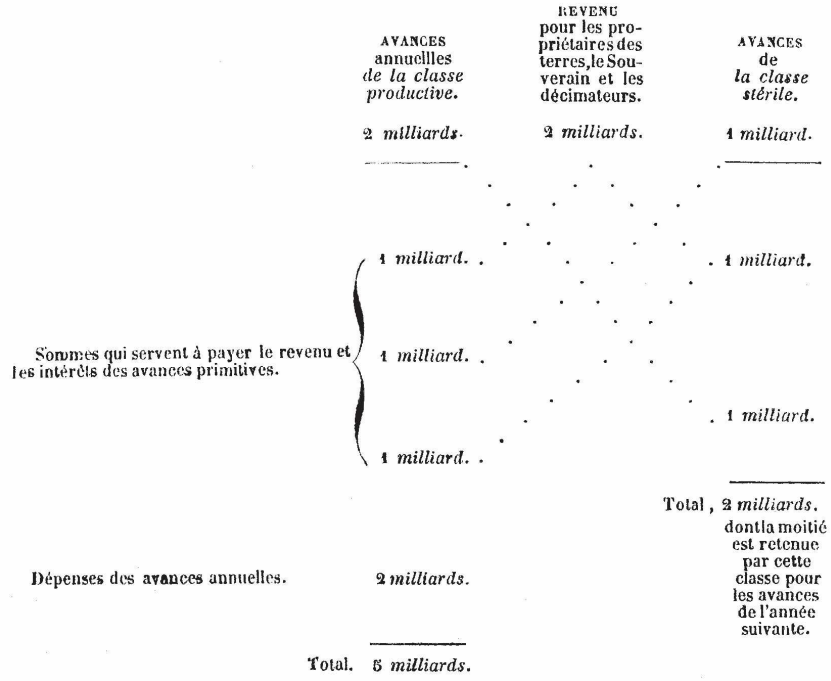 AVANCES
annuellles
de la classe
productive.
2 milliards.
REVENU
pour les pro-
priétaires des
terres, le Sou-
verain et les
décimateurs.
2 milliards.
AVANCES
de
la classe
stérile.
1 milliard.
1 milliard.
1 milliard.
Sommes qui servent à payer le revenu et
les intérêts des avances primitives.
1 milliard.
1 milliard.
1 milliard.
Total, 2 milliards.
dont la moitié
est retenue
par cette
classe pour
les avances
de l'année
suivante.
Dépenses des avances annuelles.
2 milliards.
Total. 5 milliards.